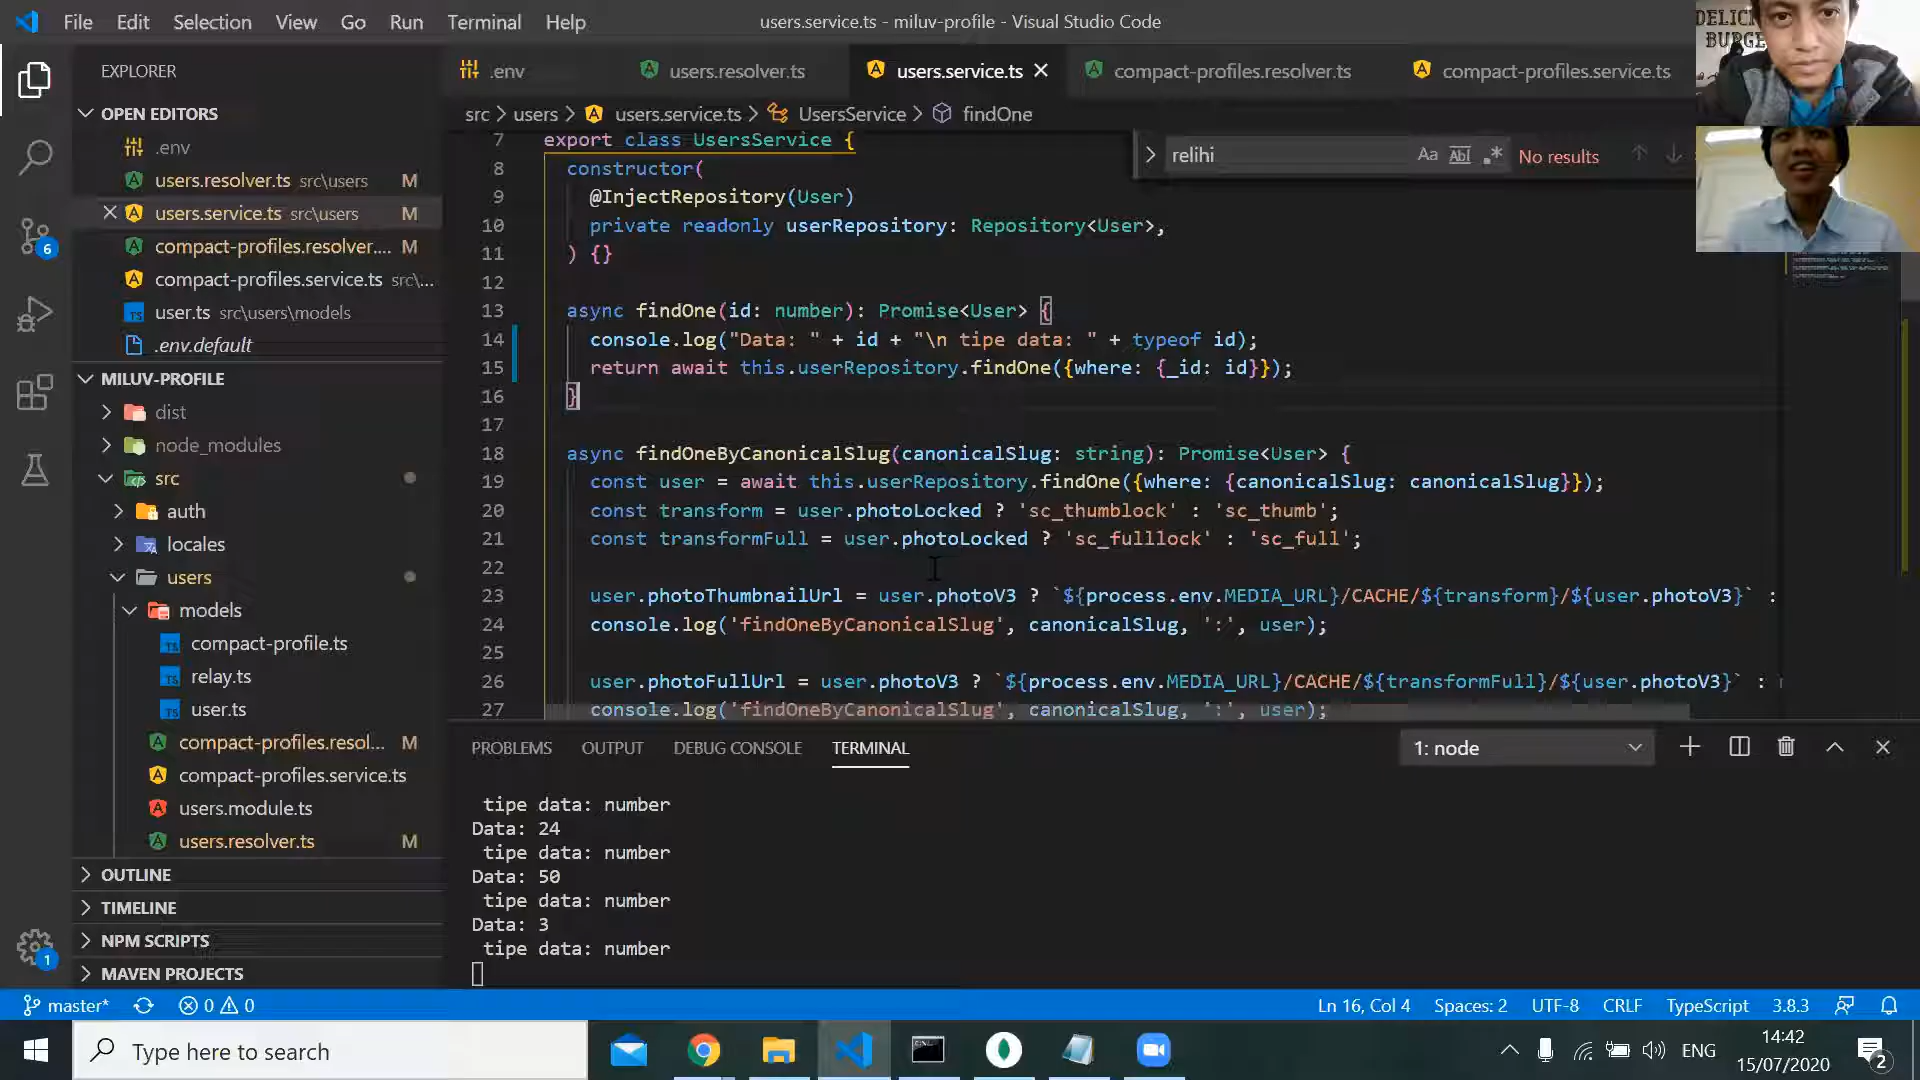 File Edit Selection View Go Run Terminal Help
users.service.ts - miluv-profile - Visual Studio Code
EXPLORER
OPEN EDITORS
.env
users.resolver.ts src\users M
users.service.ts src\users M
compact-profiles.resolver.... M
compact-profiles.service.ts src\...
user.ts src\users\models
.env.default
MILUV-PROFILE
dist
node_modules
src
auth
locales
users
models
compact-profile.ts
relay.ts
user.ts
compact-profiles.resol... M
compact-profiles.service.ts
users.module.ts
users.resolver.ts M
OUTLINE
TIMELINE
NPM SCRIPTS
MAVEN PROJECTS
6
1
.env users.resolver.ts users.service.ts compact-profiles.resolver.ts compact-profiles.service.ts
src > users > users.service.ts > UsersService > findOne
relihi Aa Abl .* No results
7 export class UsersService {
8 constructor(
9 @InjectRepository(User)
10 private readonly userRepository: Repository<User>,
11 ) {}
12
13 async findOne(id: number): Promise<User> {
14 console.log("Data: " + id + "\n tipe data: " + typeof id);
15 return await this.userRepository.findOne({where: {_id: id}});
16 }
17
18 async findOneByCanonicalSlug(canonicalSlug: string): Promise<User> {
19 const user = await this.userRepository.findOne({where: {canonicalSlug: canonicalSlug}});
20 const transform = user.photoLocked ? 'sc_thumblock' : 'sc_thumb';
21 const transformFull = user.photoLocked ? 'sc_fulllock' : 'sc_full';
22
23 user.photoThumbnailUrl = user.photoV3 ? `${process.env.MEDIA_URL}/CACHE/${transform}/${user.photoV3}` :
24 console.log('findOneByCanonicalSlug', canonicalSlug, ':', user);
25
26 user.photoFullUrl = user.photoV3 ? `${process.env.MEDIA_URL}/CACHE/${transformFull}/${user.photoV3}` :
27 console.log('findOneByCanonicalSlug', canonicalSlug, ':', user);
PROBLEMS OUTPUT DEBUG CONSOLE TERMINAL
1: node
tipe data: number
Data: 24
tipe data: number
Data: 50
tipe data: number
Data: 3
tipe data: number
master* 0 0
Ln 16, Col 4 Spaces: 2 UTF-8 CRLF TypeScript 3.8.3
Type here to search
ENG
14:42
15/07/2020
2